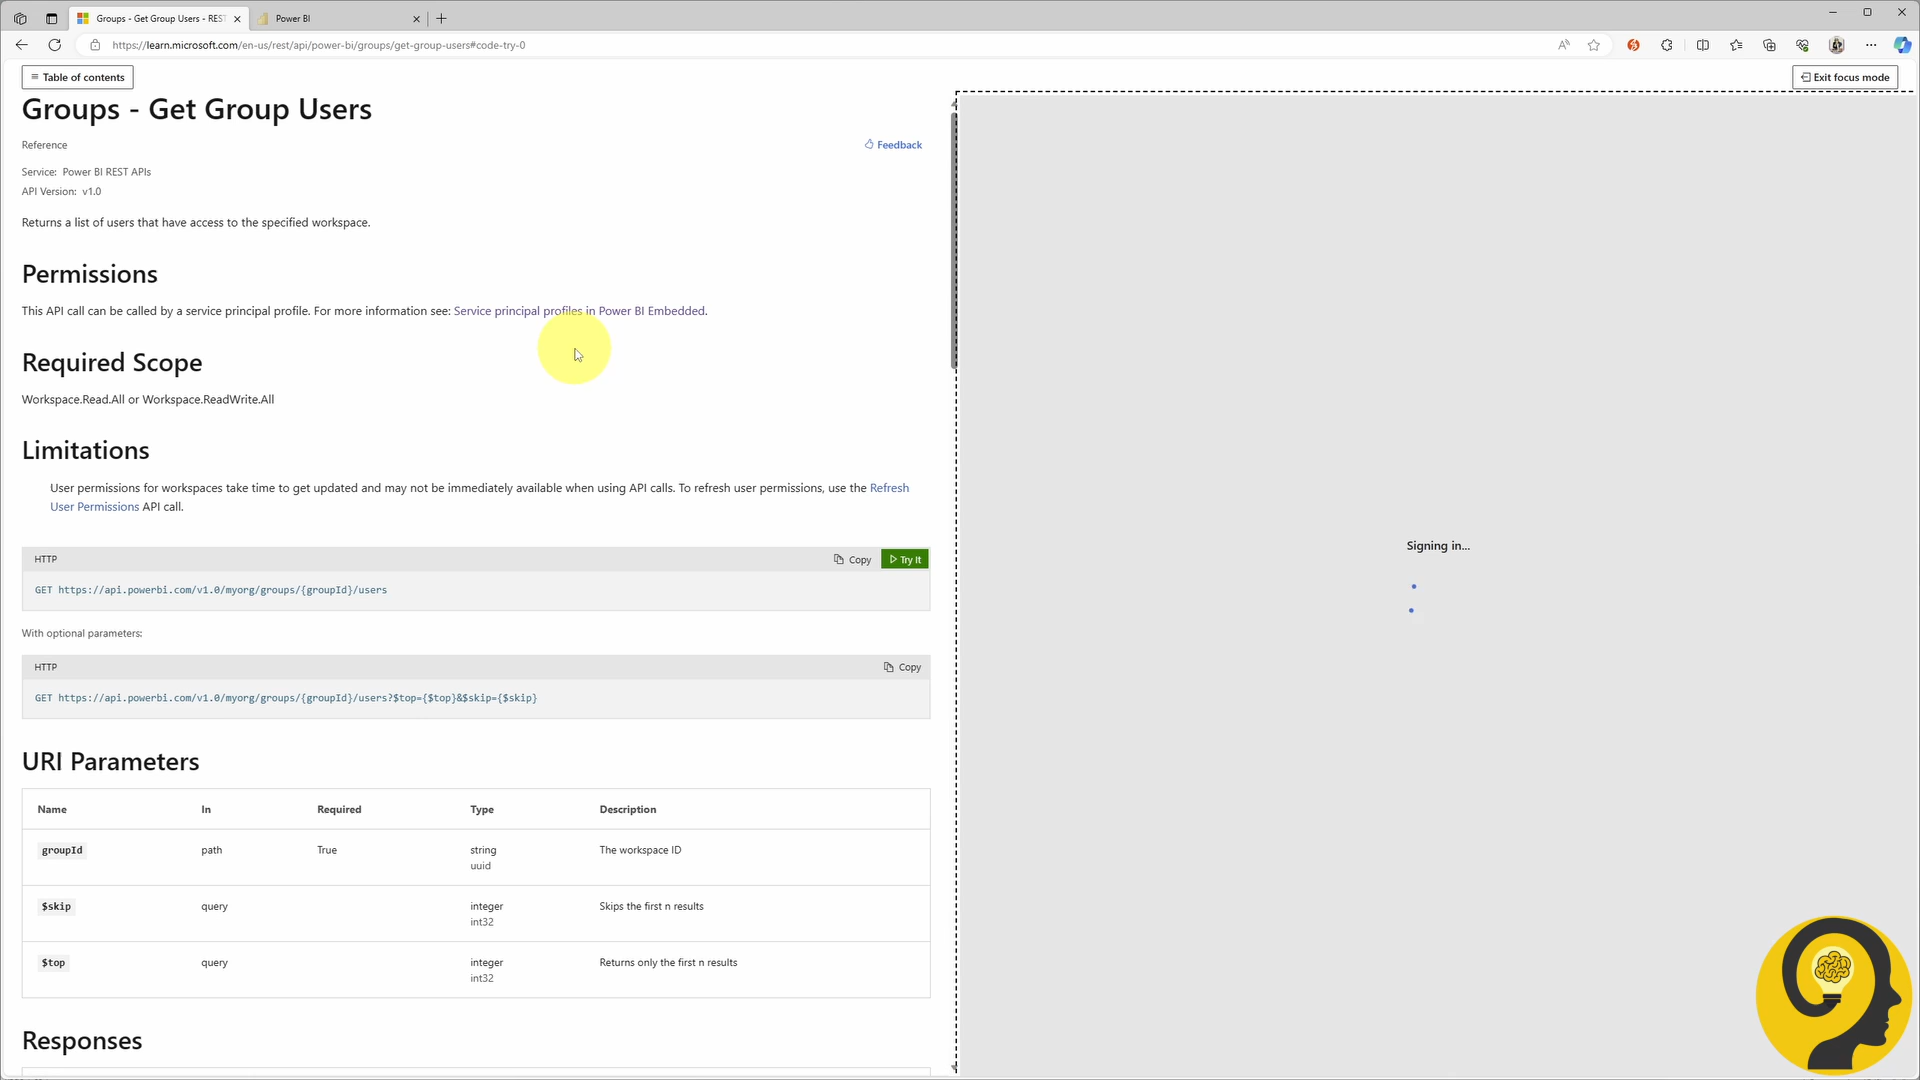 Groups - Get Group Users - REST
Power BI
https://learn.microsoft.com/en-us/rest/api/power-bi/groups/get-group-users#code-try-0
Table of contents
Exit focus mode
Groups - Get Group Users
Reference
Feedback
Service: Power BI REST APIs
API Version: v1.0
Returns a list of users that have access to the specified workspace.
Permissions
This API call can be called by a service principal profile. For more information see: Service principal profiles in Power BI Embedded.
Required Scope
Workspace.Read.All or Workspace.ReadWrite.All
Limitations
User permissions for workspaces take time to get updated and may not be immediately available when using API calls. To refresh user permissions, use the Refresh
User Permissions API call.
HTTP
Copy
Try It
GET https://api.powerbi.com/v1.0/myorg/groups/{groupId}/users
With optional parameters:
HTTP
Copy
GET https://api.powerbi.com/v1.0/myorg/groups/{groupId}/users?$top={$top}&$skip={$skip}
URI Parameters
Name In Required Type Description
groupId path True string The workspace ID
uuid
$skip query integer Skips the first n results
int32
$top query integer Returns only the first n results
int32
Responses
Signing in...